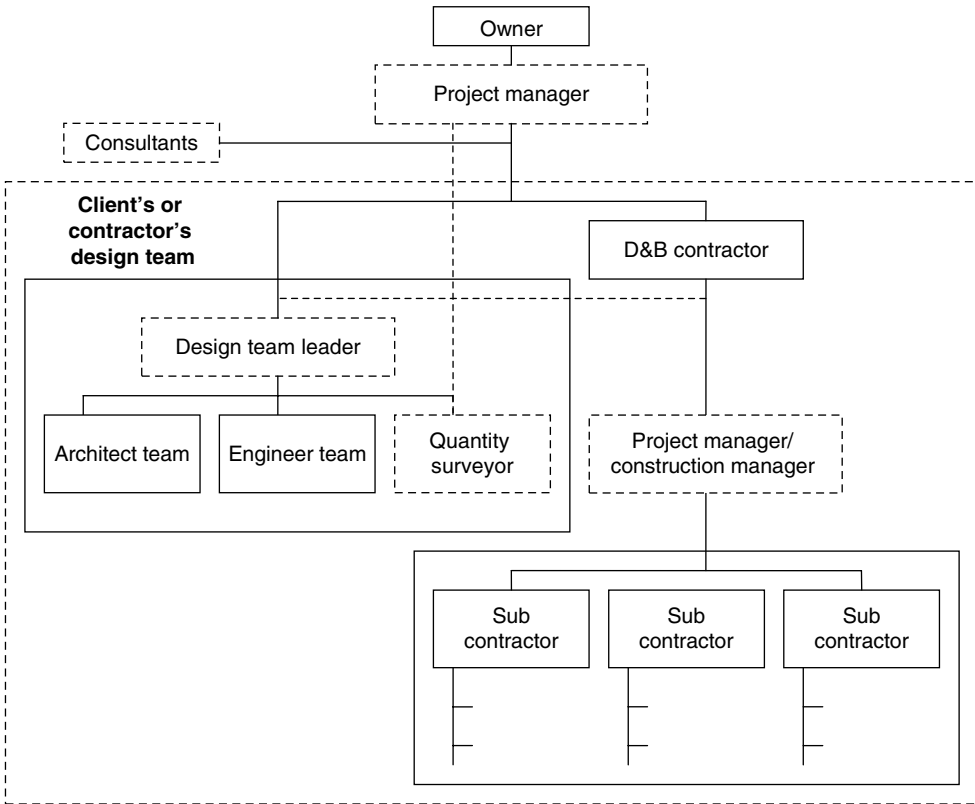 Owner
Project manager
Consultants
Client's or
contractor's
design team
D&B contractor
Design team leader
Architect team
Engineer team
Quantity
surveyor
Project manager/
construction manager
Sub
contractor
Sub
contractor
Sub
contractor